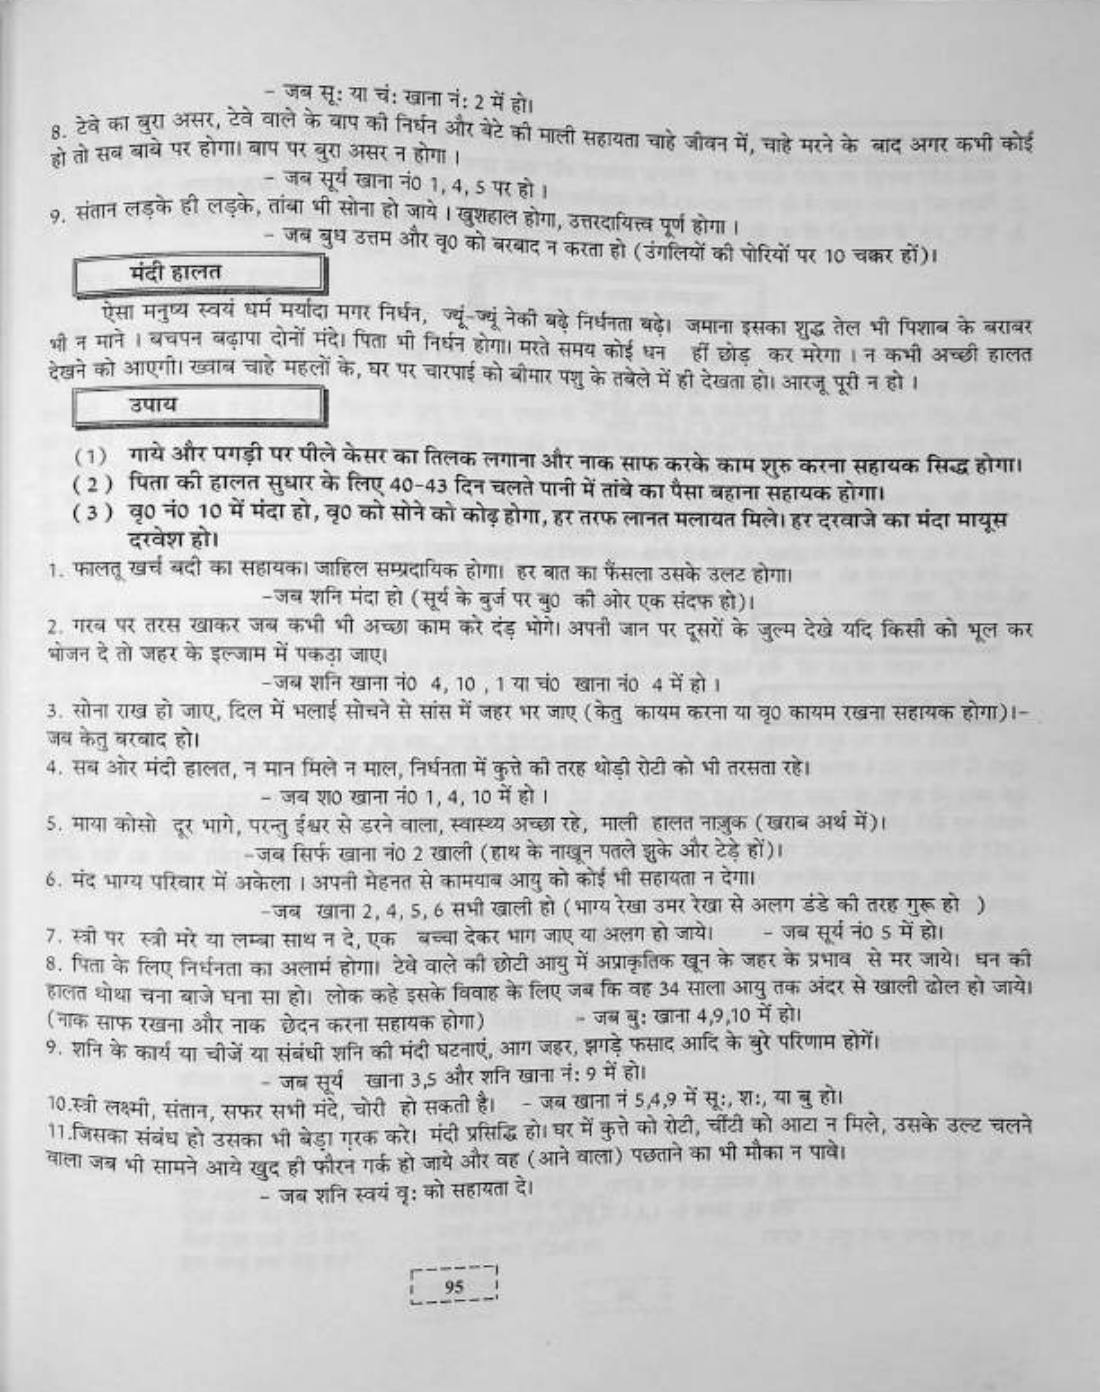 - जब सू: या चं: खाना नं: 2 में हो।
8. टेवे का बुरा असर, टेवे वाले के बाप की निर्धन और बेटे की माली सहायता चाहे जीवन में, चाहे मरने के बाद अगर कभी कोई
हो तो सब बाबे पर होगा। बाप पर बुरा असर न होगा ।
- जब सूर्य खाना नं0 1, 4, 5 पर हो ।
9. संतान लड़के ही लड़के, तांबा भी सोना हो जाये । खुशहाल होगा, उत्तरदायित्त्व पूर्ण होगा ।
- जब बुध उत्तम और वृ0 को बरबाद न करता हो (उंगलियों की पोरियों पर 10 चक्कर हों)।
मंदी हालत
ऐसा मनुष्य स्वयं धर्म मर्यादा मगर निर्धन, ज्यूं-ज्यूं नेकी बढ़े निर्धनता बढ़े। जमाना इसका शुद्ध तेल भी पिशाब के बराबर
भी न माने । बचपन बढ़ापा दोनों मंदे। पिता भी निर्धन होगा। मरते समय कोई धन हीं छोड़ कर मरेगा । न कभी अच्छी हालत
देखने को आएगी। ख्वाब चाहे महलों के, घर पर चारपाई को बीमार पशु के तबेले में ही देखता हो। आरजू पूरी न हो ।
उपाय
(1) गाये और पगड़ी पर पीले केसर का तिलक लगाना और नाक साफ करके काम शुरु करना सहायक सिद्ध होगा।
(2) पिता की हालत सुधार के लिए 40-43 दिन चलते पानी में तांबे का पैसा बहाना सहायक होगा।
(3) वृ0 नं0 10 में मंदा हो, वृ0 को सोने को कोढ़ होगा, हर तरफ लानत मलायत मिले। हर दरवाजे का मंदा मायूस
दरवेश हो।
1. फालतू खर्च बदी का सहायक। जाहिल सम्प्रदायिक होगा। हर बात का फैंसला उसके उलट होगा।
-जब शनि मंदा हो (सूर्य के बुर्ज पर बु0 की ओर एक संदफ हो)।
2. गरब पर तरस खाकर जब कभी भी अच्छा काम करे दंड़ भोगे। अपनी जान पर दूसरों के जुल्म देखे यदि किसी को भूल कर
भोजन दे तो जहर के इल्जाम में पकड़ा जाए।
-जब शनि खाना नं0 4, 10 , 1 या चं0 खाना नं0 4 में हो ।
3. सोना राख हो जाए, दिल में भलाई सोचने से सांस में जहर भर जाए (केतु कायम करना या वृ0 कायम रखना सहायक होगा)।-
जब केतु बरबाद हो।
4. सब ओर मंदी हालत, न मान मिले न माल, निर्धनता में कुत्ते की तरह थोड़ी रोटी को भी तरसता रहे।
- जब श0 खाना नं0 1, 4, 10 में हो ।
5. माया कोसो दूर भागे, परन्तु ईश्वर से डरने वाला, स्वास्थ्य अच्छा रहे, माली हालत नाज़ुक (खराब अर्थ में)।
-जब सिर्फ खाना नं0 2 खाली (हाथ के नाखून पतले झुके और टेड़े हों)।
6. मंद भाग्य परिवार में अकेला । अपनी मेहनत से कामयाब आयु को कोई भी सहायता न देगा।
-जब खाना 2, 4, 5, 6 सभी खाली हो (भाग्य रेखा उमर रेखा से अलग डंडे की तरह गुरू हो )
7. स्त्री पर स्त्री मरे या लम्बा साथ न दे, एक बच्चा देकर भाग जाए या अलग हो जाये। - जब सूर्य नं0 5 में हो।
8. पिता के लिए निर्धनता का अलार्म होगा। टेवे वाले की छोटी आयु में अप्राकृतिक खून के जहर के प्रभाव से मर जाये। धन की
हालत थोथा चना बाजे घना सा हो। लोक कहे इसके विवाह के लिए जब कि वह 34 साला आयु तक अंदर से खाली ढोल हो जाये।
(नाक साफ रखना और नाक छेदन करना सहायक होगा) - जब बु: खाना 4,9,10 में हो।
9. शनि के कार्य या चीजें या संबंधी शनि की मंदी घटनाएं, आग जहर, झगड़े फसाद आदि के बुरे परिणाम होगें।
- जब सूर्य खाना 3,5 और शनि खाना नं: 9 में हो।
10.स्त्री लक्ष्मी, संतान, सफर सभी मंदे, चोरी हो सकती है। - जब खाना नं 5,4,9 में सू:, श:, या बु हो।
11.जिसका संबंध हो उसका भी बेड़ा ग़रक करे। मंदी प्रसिद्धि हो। घर में कुत्ते को रोटी, चींटी को आटा न मिले, उसके उल्ट चलने
वाला जब भी सामने आये खुद ही फौरन गर्क हो जाये और वह (आने वाला) पछताने का भी मौका न पावे।
- जब शनि स्वयं वृ: को सहायता दे।
95